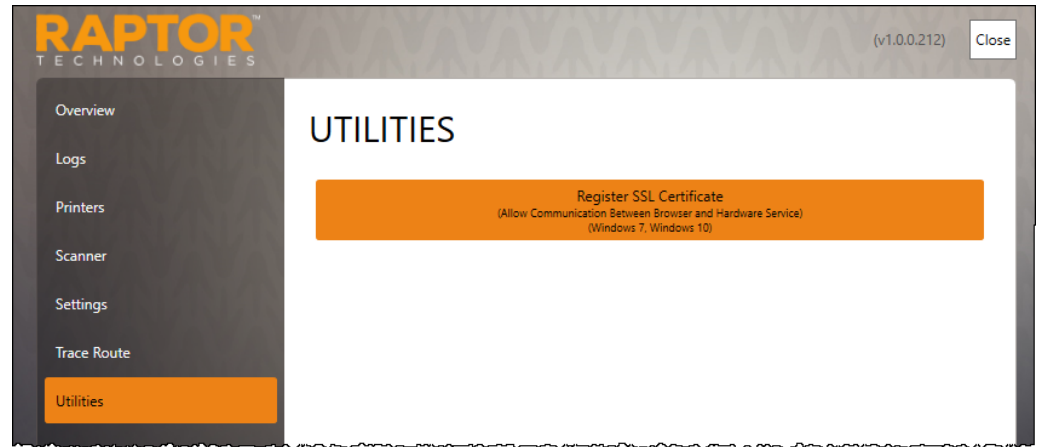 RAPTOR™
TECHNOLOGIES
(v1.0.0.212)
Close
Overview
Logs
Printers
Scanner
Settings
Trace Route
Utilities
UTILITIES
Register SSL Certificate
(Allow Communication Between Browser and Hardware Service)
(Windows 7, Windows 10)